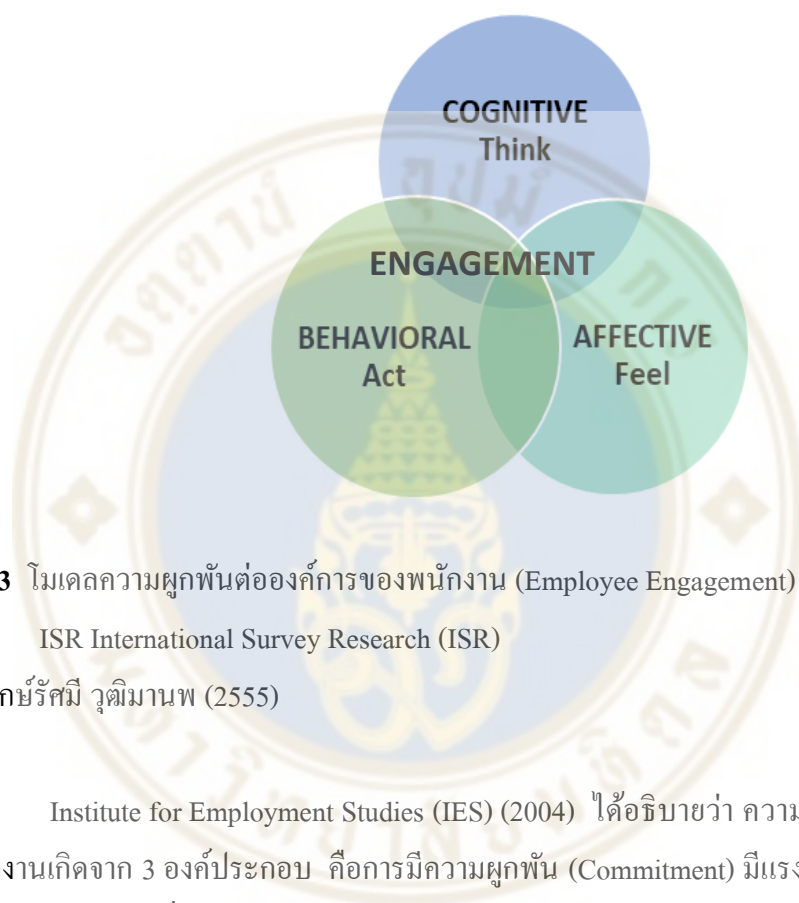 COGNITIVE
Think
ENGAGEMENT
BEHAVIORAL
Act
AFFECTIVE
Feel
3 โมเดลความผูกพันต่อองค์การของพนักงาน (Employee Engagement)
ISR International Survey Research (ISR)
กษ์รัศมี วุฒิมานพ (2555)
Institute for Employment Studies (IES) (2004) ได้อธิบายว่า ความ
งานเกิดจาก 3 องค์ประกอบ คือการมีความผูกพัน (Commitment) มีแรง